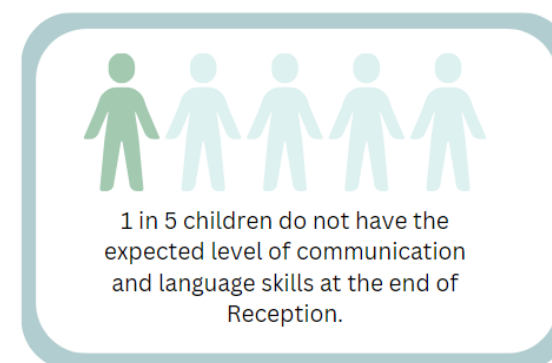 1 in 5 children do not have the
expected level of communication
and language skills at the end of
Reception.